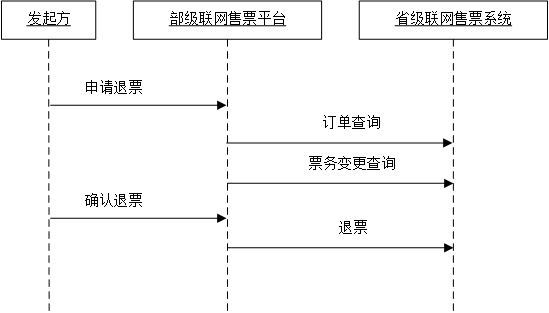 发起方
部级联网售票平台
省级联网售票系统
申请退票
订单查询
票务变更查询
确认退票
退票